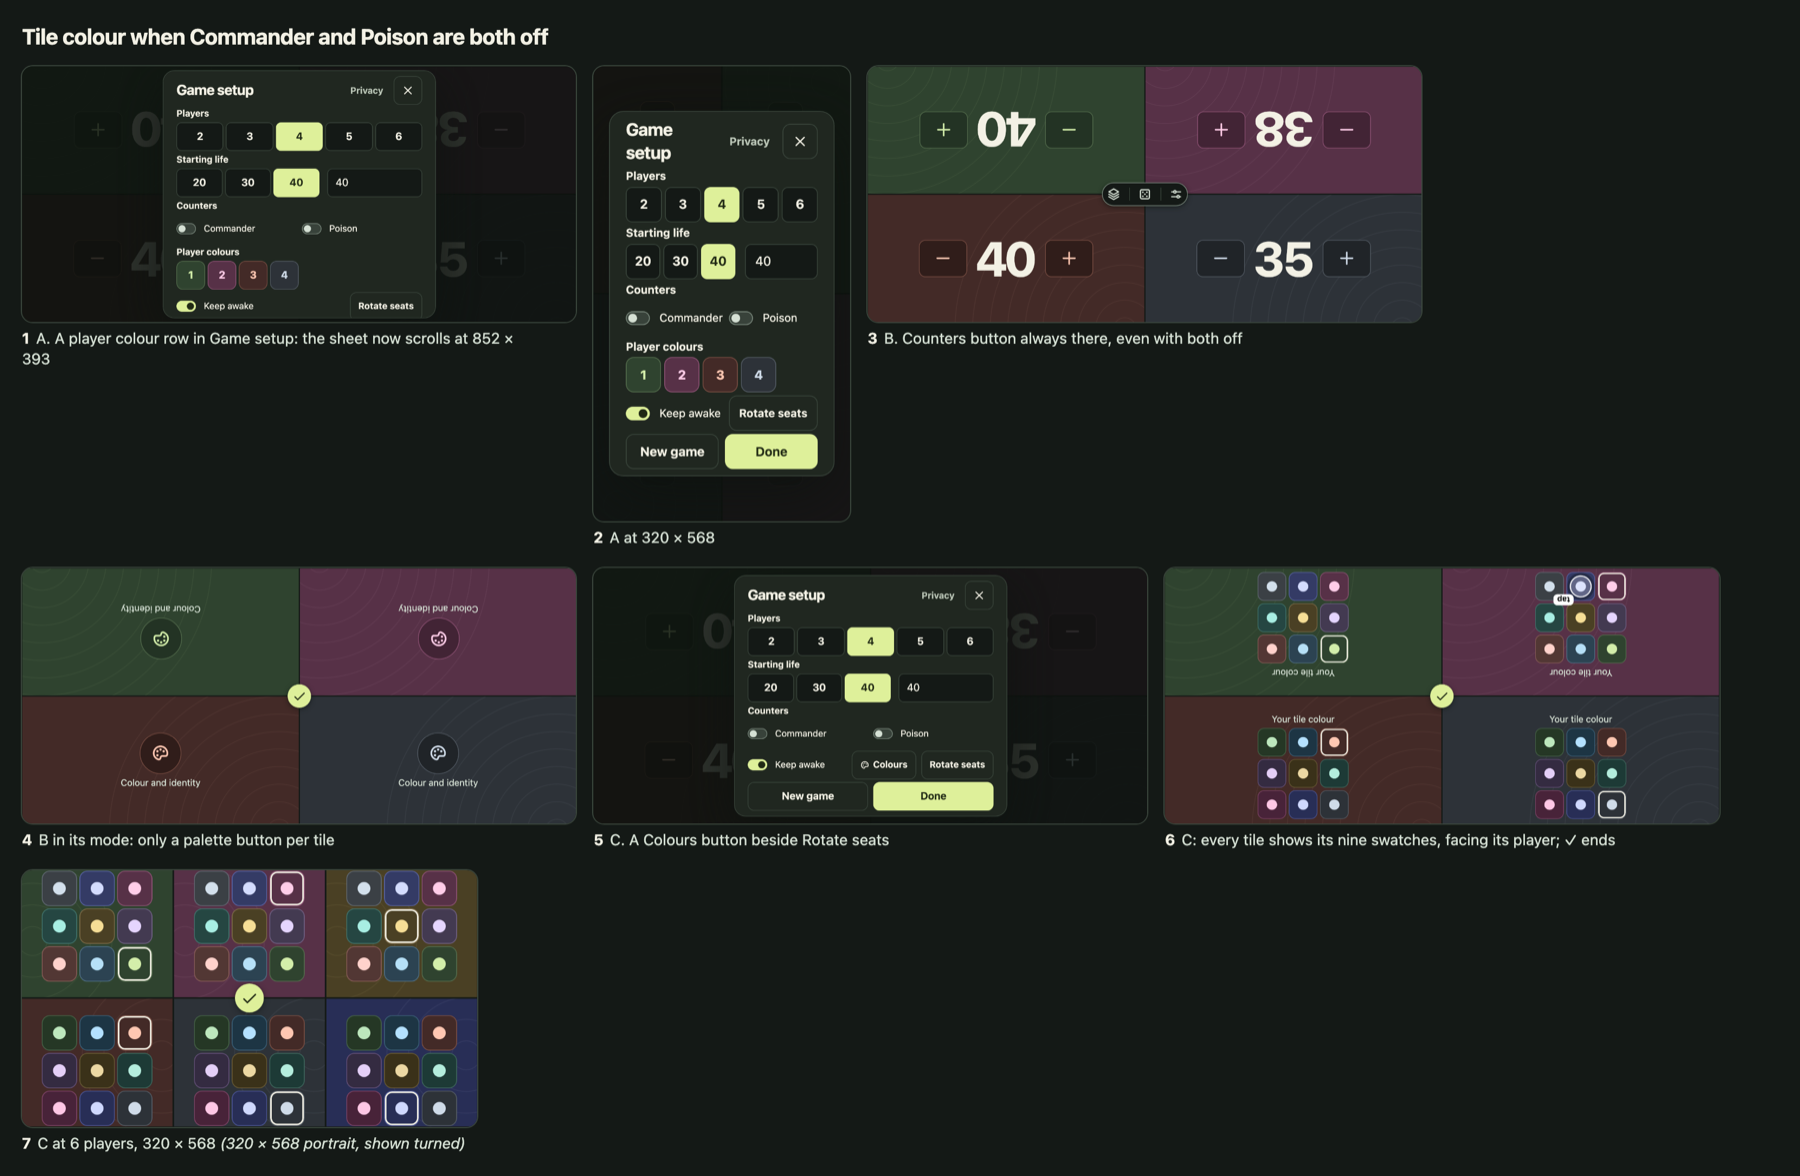 Tile colour when Commander and Poison are both off
Game setup
Privacy
Players
2 3 4 5 6
Starting life
20 30 40 40
Counters
Commander Poison
Player colours
1 2 3 4
Keep awake Rotate seats
1 A. A player colour row in Game setup: the sheet now scrolls at 852 ×
393
Game
setup
Privacy
Players
2 3 4 5 6
Starting life
20 30 40 40
Counters
Commander Poison
Player colours
1 2 3 4
Keep awake Rotate seats
New game Done
2 A at 320 × 568
+ 40 −
+ 38 −
− 40 +
− 35 +
3 B. Counters button always there, even with both off
Colour and identity
Colour and identity
Colour and identity
Colour and identity
4 B in its mode: only a palette button per tile
Game setup
Privacy
Players
2 3 4 5 6
Starting life
20 30 40 40
Counters
Commander Poison
Keep awake Colours Rotate seats
New game Done
5 C. A Colours button beside Rotate seats
tap
Your tile colour
Your tile colour
Your tile colour
Your tile colour
6 C: every tile shows its nine swatches, facing its player; ✓ ends
7 C at 6 players, 320 × 568 (320 × 568 portrait, shown turned)